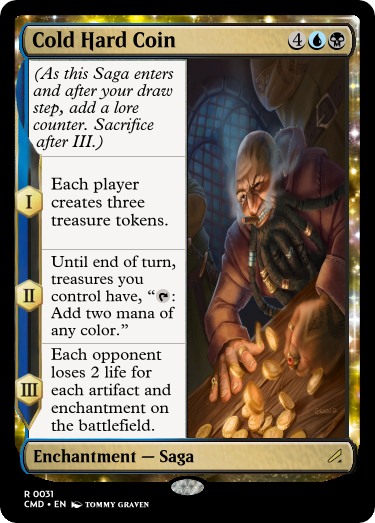 Cold Hard Coin 4
(As this Saga enters
and after your draw
step, add a lore
counter. Sacrifice
after III.)
I
Each player
creates three
treasure tokens.
II
Until end of turn,
treasures you
control have, “: 
Add two mana of
any color.”
III
Each opponent
loses 2 life for
each artifact and
enchantment on
the battlefield.
Enchantment — Saga
R 0031
CMD • EN TOMMY GRAVEN